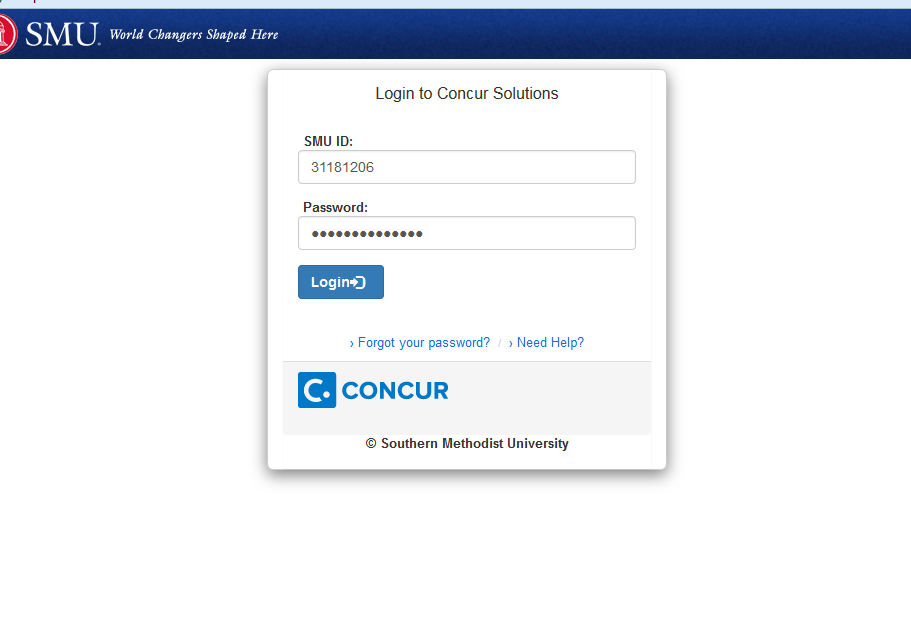 SMU. World Changers Shaped Here
Login to Concur Solutions
SMU ID:
31181206
Password:
••••••••••••••
Login
› Forgot your password? / › Need Help?
C. CONCUR
© Southern Methodist University